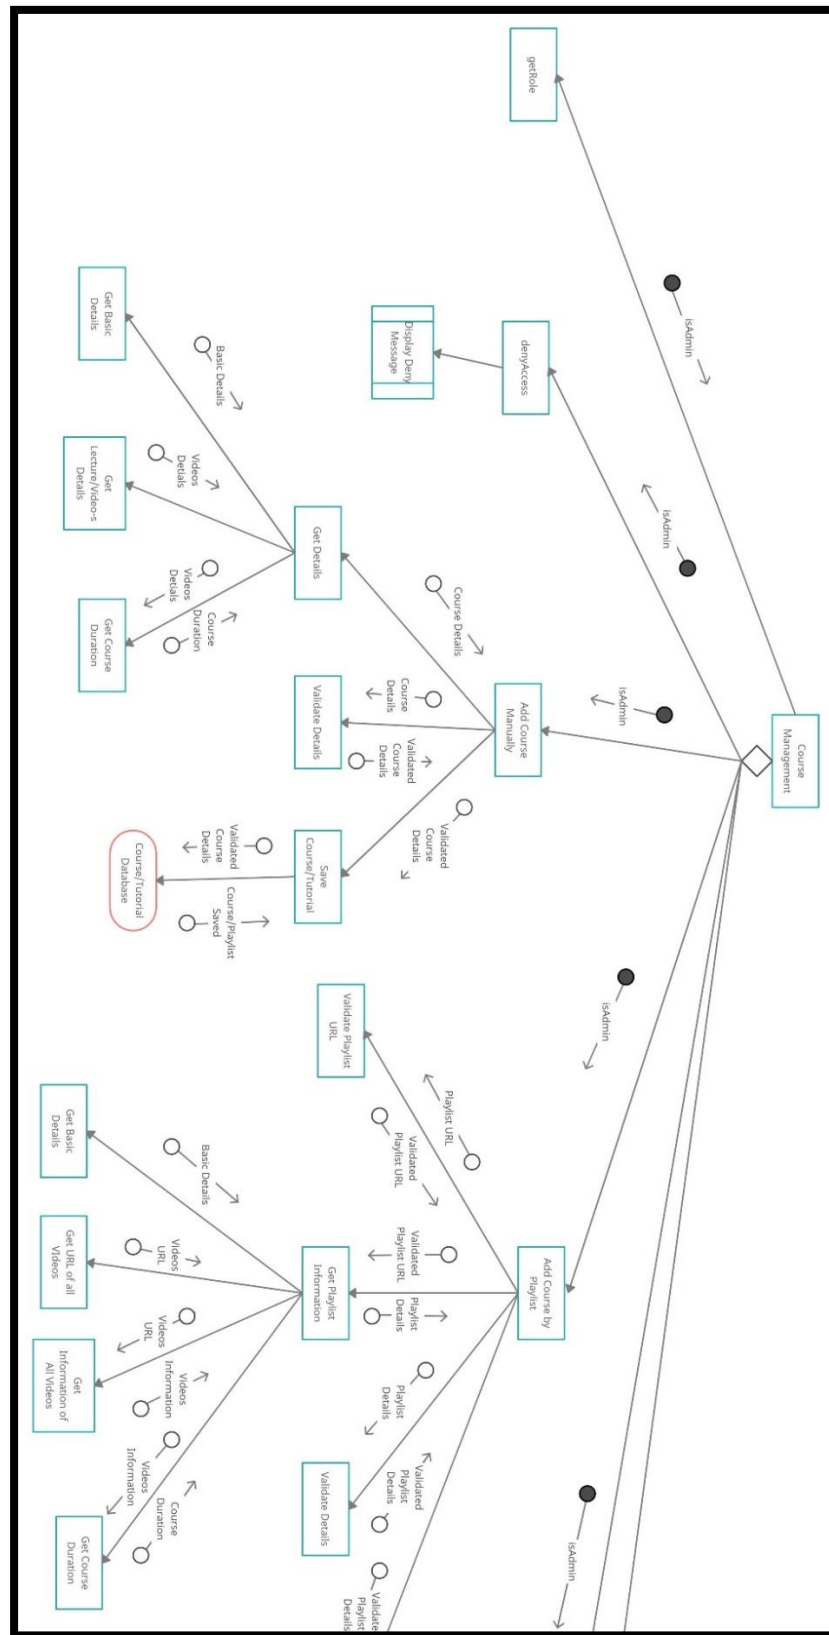 Course
Management
getRole
isAdmin
denyAccess
isAdmin
Display Deny
Message
isAdmin
Add Course
Manually
Course Details
Get Details
Basic Details
Get Basic
Details
Videos
Detials
Get
Lecture/Video-s
Details
Videos
Detials
Course
Duration
Get Course
Duration
Course
Details
Validated
Course
Details
Validate Details
Validated
Course
Details
Save
Course/Tutorial
Validated
Course
Details
Course/Playlist
Saved
Course/Tutorial
Database
isAdmin
Add Course by
Playlist
Playlist URL
Validated
Playlist URL
Validate Playlist
URL
Validated
Playlist URL
Playlist
Details
Get Playlist
Information
Basic Details
Get Basic
Details
Videos
URL
Get URL of all
VIdeos
Videos
URL
Videos
Information
Get
Information of
All Videos
Videos
Information
Course
Duration
Get Course
Duration
Playlist
Details
Validated
Playlist
Details
Validate Details
Validate
Playlist
Details
isAdmin